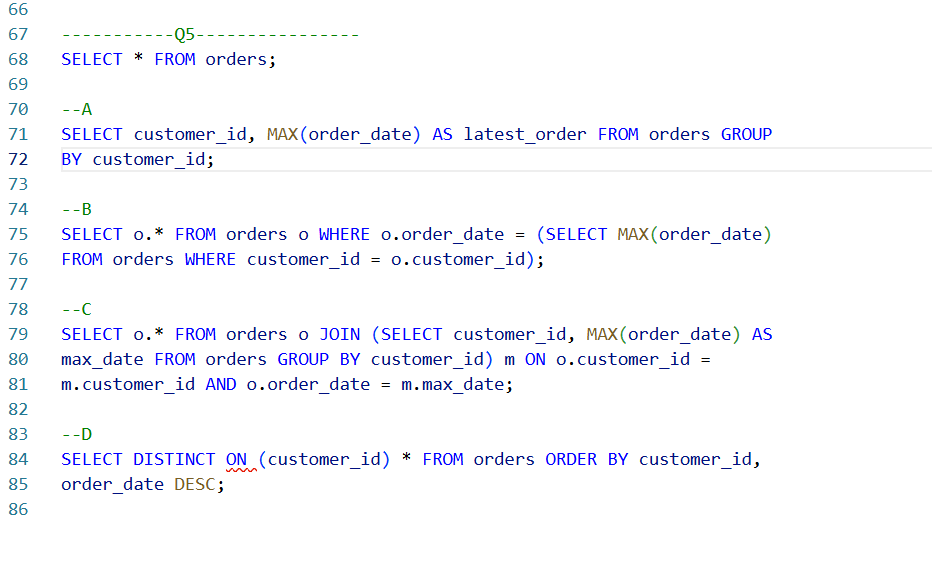 66
67 -----------Q5----------------
68 SELECT * FROM orders;
69
70 --A
71 SELECT customer_id, MAX(order_date) AS latest_order FROM orders GROUP
72 BY customer_id;
73
74 --B
75 SELECT o.* FROM orders o WHERE o.order_date = (SELECT MAX(order_date)
76 FROM orders WHERE customer_id = o.customer_id);
77
78 --C
79 SELECT o.* FROM orders o JOIN (SELECT customer_id, MAX(order_date) AS
80 max_date FROM orders GROUP BY customer_id) m ON o.customer_id =
81 m.customer_id AND o.order_date = m.max_date;
82
83 --D
84 SELECT DISTINCT ON (customer_id) * FROM orders ORDER BY customer_id,
85 order_date DESC;
86